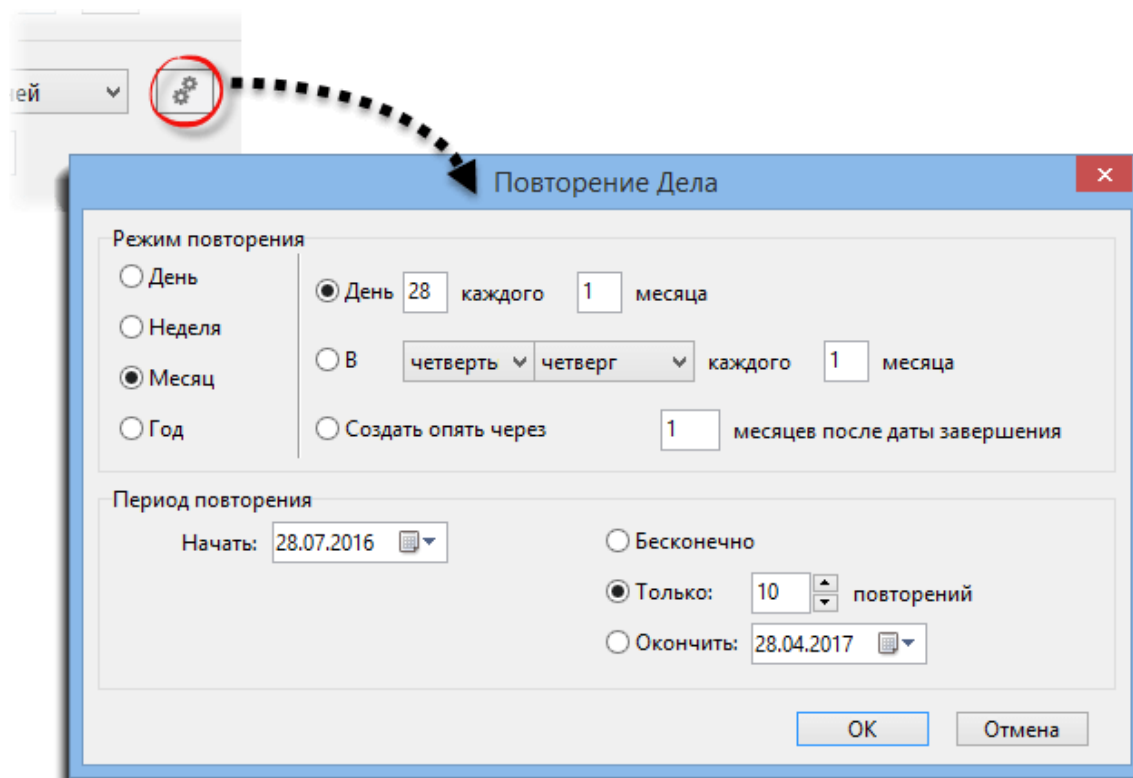 ней
Повторение Дела
Режим повторения
День
Неделя
Месяц
Год
День 28 каждого 1 месяца
В четверть четверг каждого 1 месяца
Создать опять через 1 месяцев после даты завершения
Период повторения
Начать: 28.07.2016
Бесконечно
Только: 10 повторений
Окончить: 28.04.2017
OK Отмена